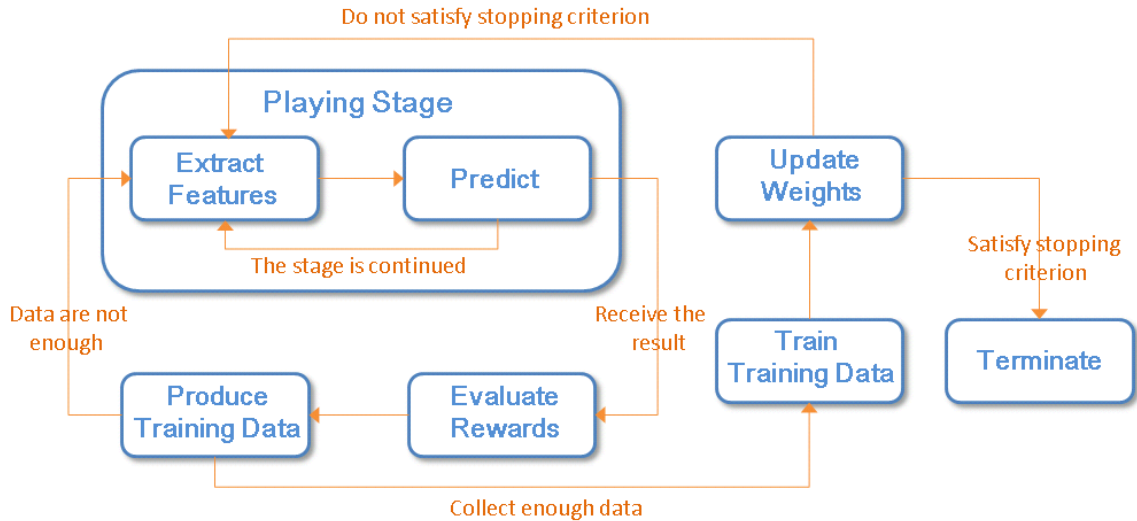 Do not satisfy stopping criterion
Playing Stage
Extract
Features
Predict
Update
Weights
The stage is continued
Satisfy stopping
criterion
Data are not
enough
Receive the
result
Train
Training Data
Terminate
Produce
Training Data
Evaluate
Rewards
Collect enough data